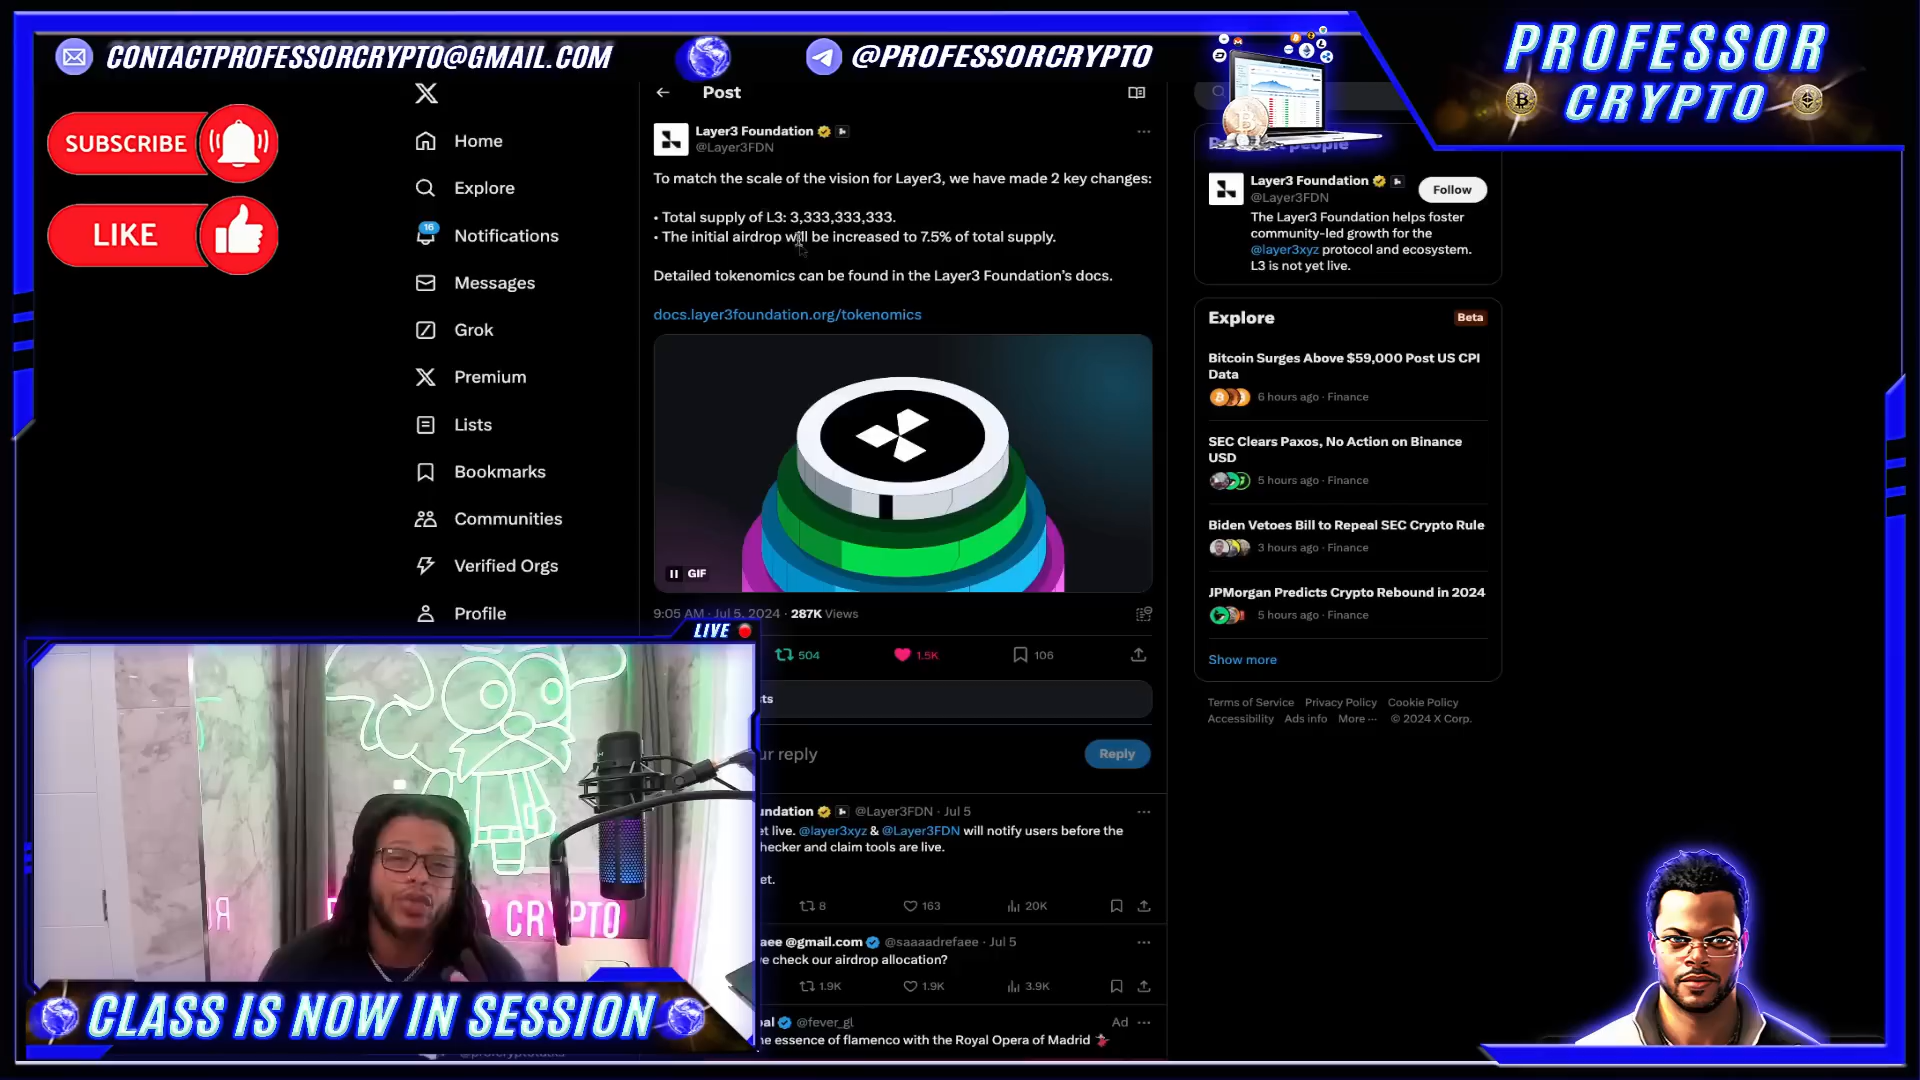 CONTACTPROFESSORCRYPTO@GMAIL.COM
@PROFESSORCRYPTO
PROFESSOR
CRYPTO
SUBSCRIBE
LIKE
Home
Explore
16
Notifications
Messages
Grok
Premium
Lists
Bookmarks
Communities
Verified Orgs
Profile
Post
Layer3 Foundation
@Layer3FDN
To match the scale of the vision for Layer3, we have made 2 key changes:
• Total supply of L3: 3,333,333,333.
• The initial airdrop will be increased to 7.5% of total supply.
Detailed tokenomics can be found in the Layer3 Foundation's docs.
docs.layer3foundation.org/tokenomics
GIF
9:05 AM · Jul 5, 2024 · 287K Views
504
1.5K
106
Reply
@Layer3FDN · Jul 5
live. @layer3xyz & @Layer3FDN will notify users before the
and claim tools are live.
8
163
20K
@gmail.com @saaaadrefaee · Jul 5
check our airdrop allocation?
1.9K
1.9K
3.9K
@fever_gl
Ad
essence of flamenco with the Royal Opera of Madrid
people
Layer3 Foundation
@Layer3FDN
Follow
The Layer3 Foundation helps foster
community-led growth for the
@layer3xyz protocol and ecosystem.
L3 is not yet live.
Explore
Beta
Bitcoin Surges Above $59,000 Post US CPI
Data
6 hours ago · Finance
SEC Clears Paxos, No Action on Binance
USD
5 hours ago · Finance
Biden Vetoes Bill to Repeal SEC Crypto Rule
3 hours ago · Finance
JPMorgan Predicts Crypto Rebound in 2024
5 hours ago · Finance
Show more
Terms of Service Privacy Policy Cookie Policy
Accessibility Ads info More ··· © 2024 X Corp.
LIVE
CRYPTO
CLASS IS NOW IN SESSION